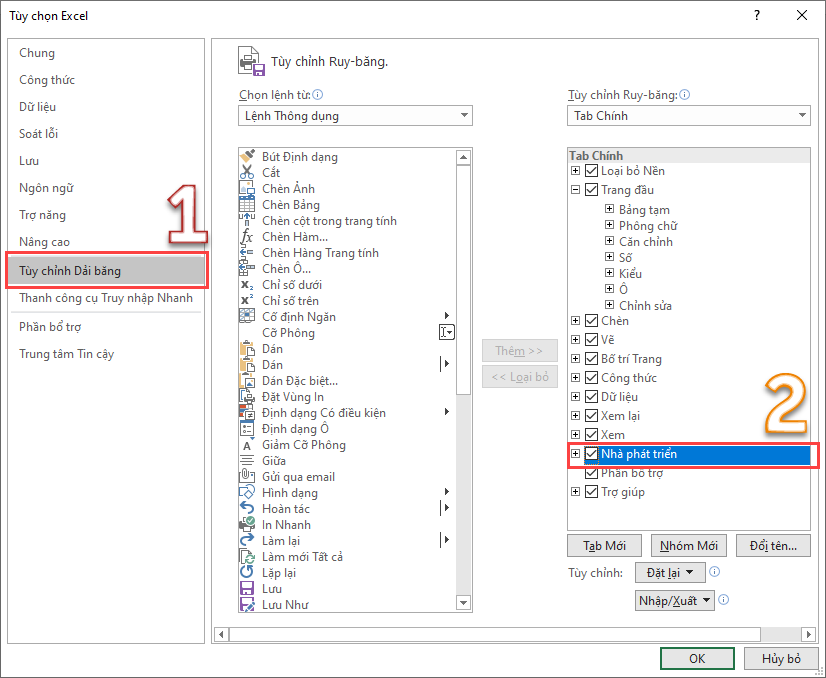 Tùy chọn Excel
?
Chung
Công thức
Dữ liệu
Soát lỗi
Lưu
Ngôn ngữ
Trợ năng
Nâng cao
1
Tùy chỉnh Dải băng
Thanh công cụ Truy nhập Nhanh
Phần bổ trợ
Trung tâm Tin cậy
Tùy chỉnh Ruy-băng.
Chọn lệnh từ:
Lệnh Thông dụng
Bút Định dạng
Cắt
Chèn Ảnh
Chèn Bảng
Chèn cột trong trang tính
Chèn Hàm...
Chèn Hàng Trang tính
Chèn Ô...
Chỉ số dưới
Chỉ số trên
Cố định Ngăn
Cỡ Phông
Dán
Dán
Dán Đặc biệt...
Đặt Vùng In
Định dạng Có điều kiện
Định dạng Ô
Giảm Cỡ Phông
Giữa
Gửi qua email
Hình dạng
Hoàn tác
In Nhanh
Làm lại
Làm mới Tất cả
Lặp lại
Lưu
Lưu Như
Thêm >>
<< Loại bỏ
Tùy chỉnh Ruy-băng:
Tab Chính
Tab Chính
Loại bỏ Nền
Trang đầu
Bảng tạm
Phông chữ
Căn chỉnh
Số
Kiểu
Ô
Chỉnh sửa
Chèn
Vẽ
Bố trí Trang
Công thức
Dữ liệu
Xem lại
Xem
2
Nhà phát triển
Phần bổ trợ
Trợ giúp
Tab Mới
Nhóm Mới
Đổi tên...
Tùy chỉnh:
Đặt lại
Nhập/Xuất
OK
Hủy bỏ